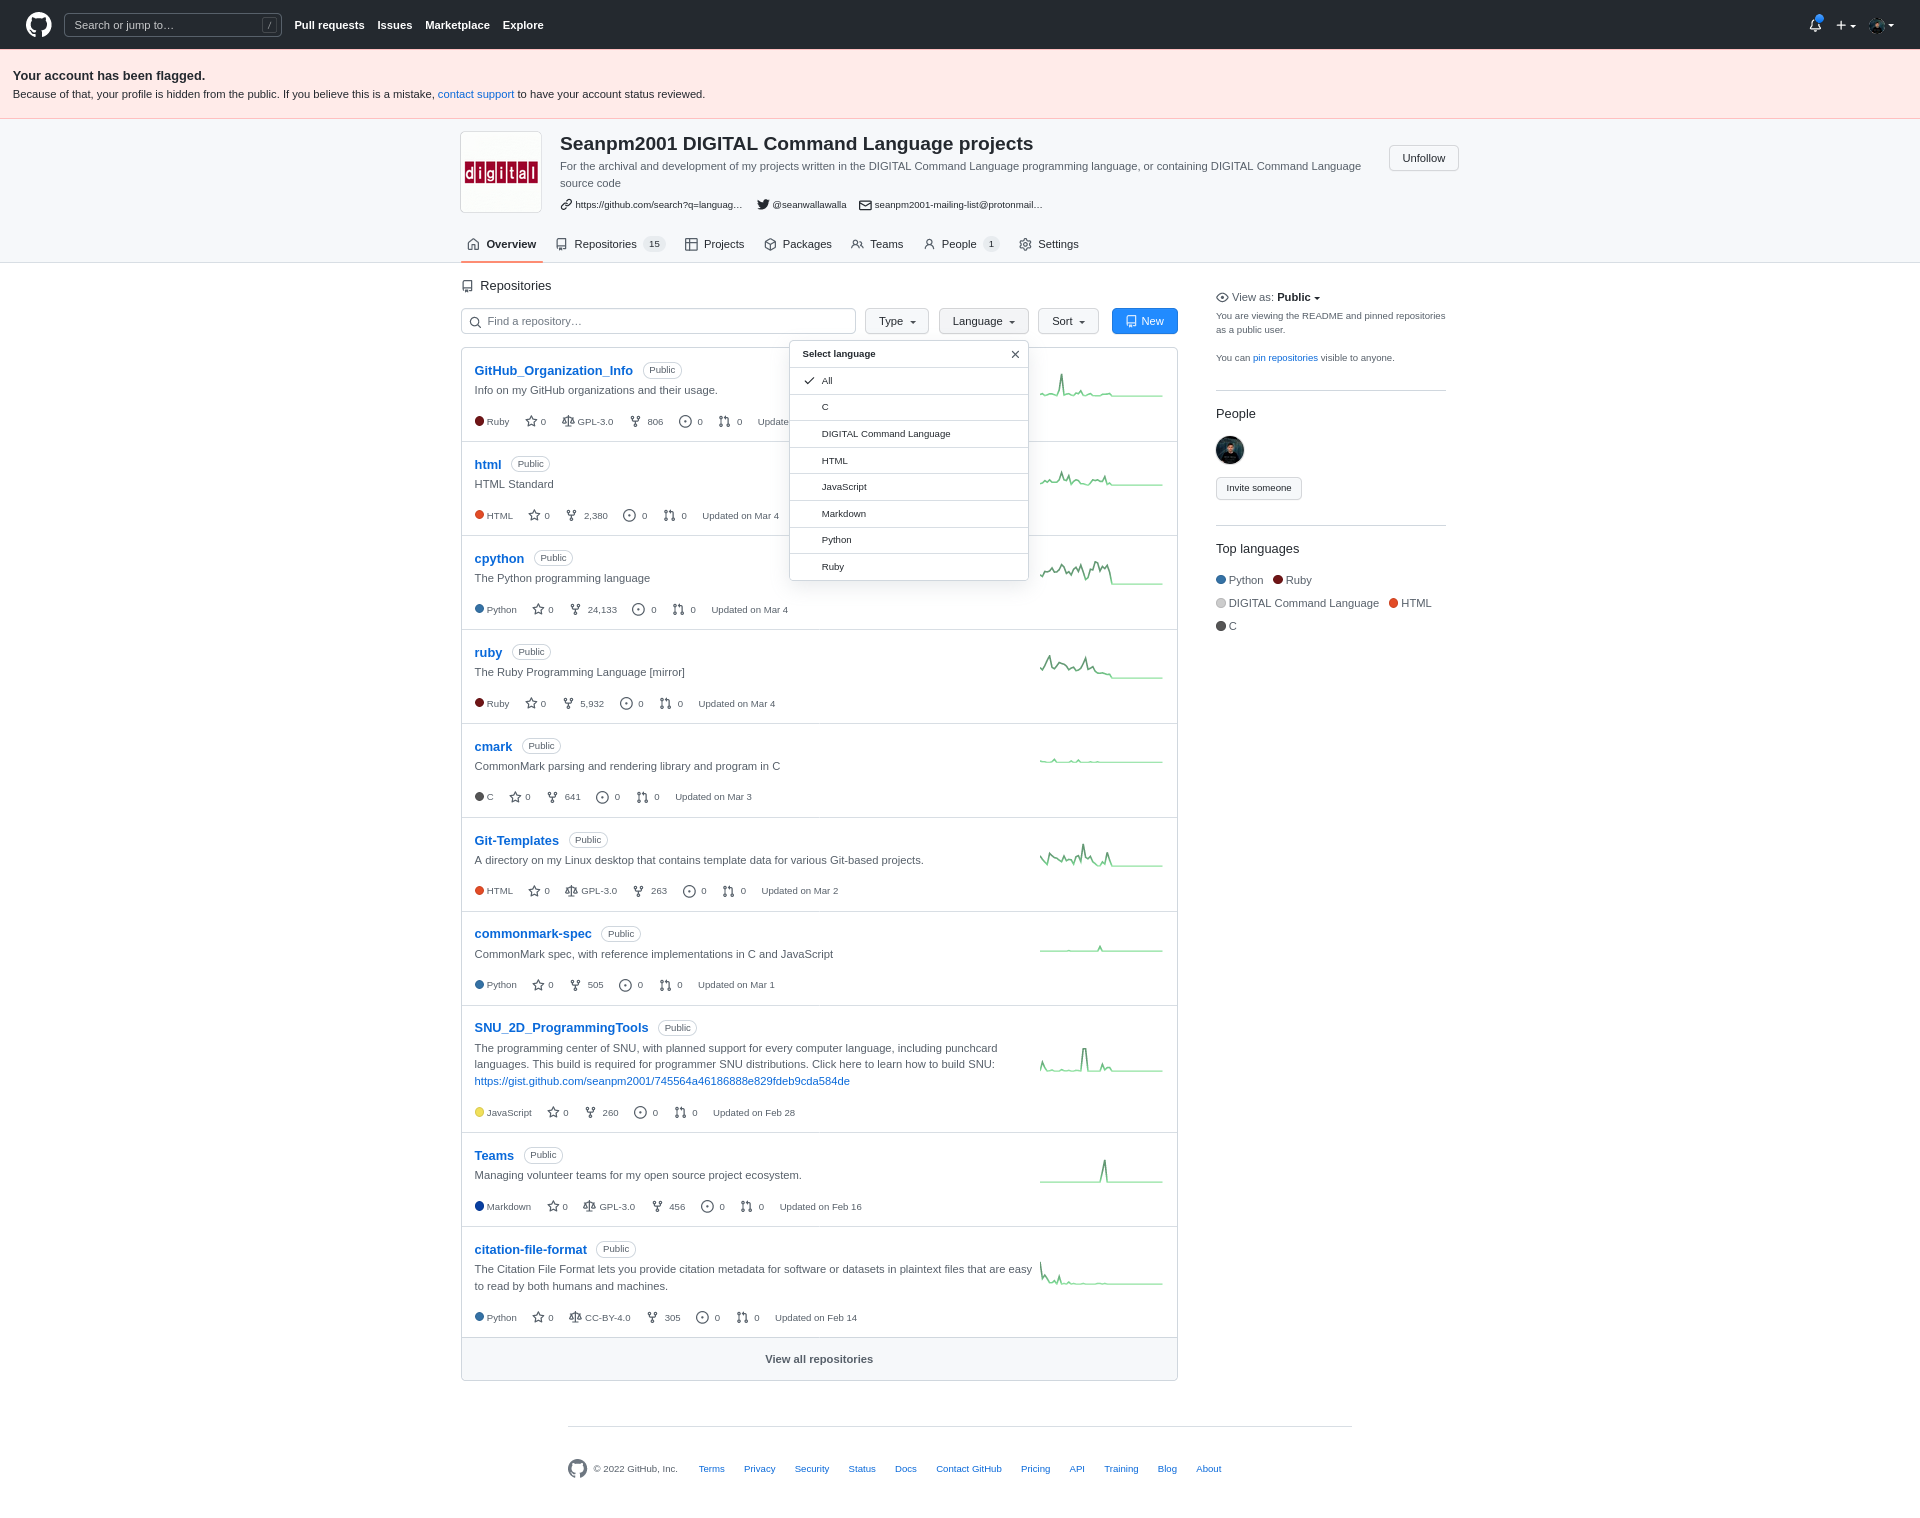 Search or jump to…
/
Pull requests
Issues
Marketplace
Explore
Your account has been flagged.
Because of that, your profile is hidden from the public. If you believe this is a mistake, contact support to have your account status reviewed.
digital
Seanpm2001 DIGITAL Command Language projects
For the archival and development of my projects written in the DIGITAL Command Language programming language, or containing DIGITAL Command Language
source code
Unfollow
https://github.com/search?q=languag…
@seanwallawalla
seanpm2001-mailing-list@protonmail…
Overview
Repositories 15
Projects
Packages
Teams
People 1
Settings
Repositories
Find a repository…
Type
Language
Sort
New
Select language
All
C
DIGITAL Command Language
HTML
JavaScript
Markdown
Python
Ruby
GitHub_Organization_Info Public
Info on my GitHub organizations and their usage.
Ruby 0 GPL-3.0 806 0 0 Update
html Public
HTML Standard
HTML 0 2,380 0 0 Updated on Mar 4
cpython Public
The Python programming language
Python 0 24,133 0 0 Updated on Mar 4
ruby Public
The Ruby Programming Language [mirror]
Ruby 0 5,932 0 0 Updated on Mar 4
cmark Public
CommonMark parsing and rendering library and program in C
C 0 641 0 0 Updated on Mar 3
Git-Templates Public
A directory on my Linux desktop that contains template data for various Git-based projects.
HTML 0 GPL-3.0 263 0 0 Updated on Mar 2
commonmark-spec Public
CommonMark spec, with reference implementations in C and JavaScript
Python 0 505 0 0 Updated on Mar 1
SNU_2D_ProgrammingTools Public
The programming center of SNU, with planned support for every computer language, including punchcard
languages. This build is required for programmer SNU distributions. Click here to learn how to build SNU:
https://gist.github.com/seanpm2001/745564a46186888e829fdeb9cda584de
JavaScript 0 260 0 0 Updated on Feb 28
Teams Public
Managing volunteer teams for my open source project ecosystem.
Markdown 0 GPL-3.0 456 0 0 Updated on Feb 16
citation-file-format Public
The Citation File Format lets you provide citation metadata for software or datasets in plaintext files that are easy
to read by both humans and machines.
Python 0 CC-BY-4.0 305 0 0 Updated on Feb 14
View all repositories
View as: Public
You are viewing the README and pinned repositories
as a public user.
You can pin repositories visible to anyone.
People
Invite someone
Top languages
Python Ruby
DIGITAL Command Language HTML
C
© 2022 GitHub, Inc.
Terms
Privacy
Security
Status
Docs
Contact GitHub
Pricing
API
Training
Blog
About